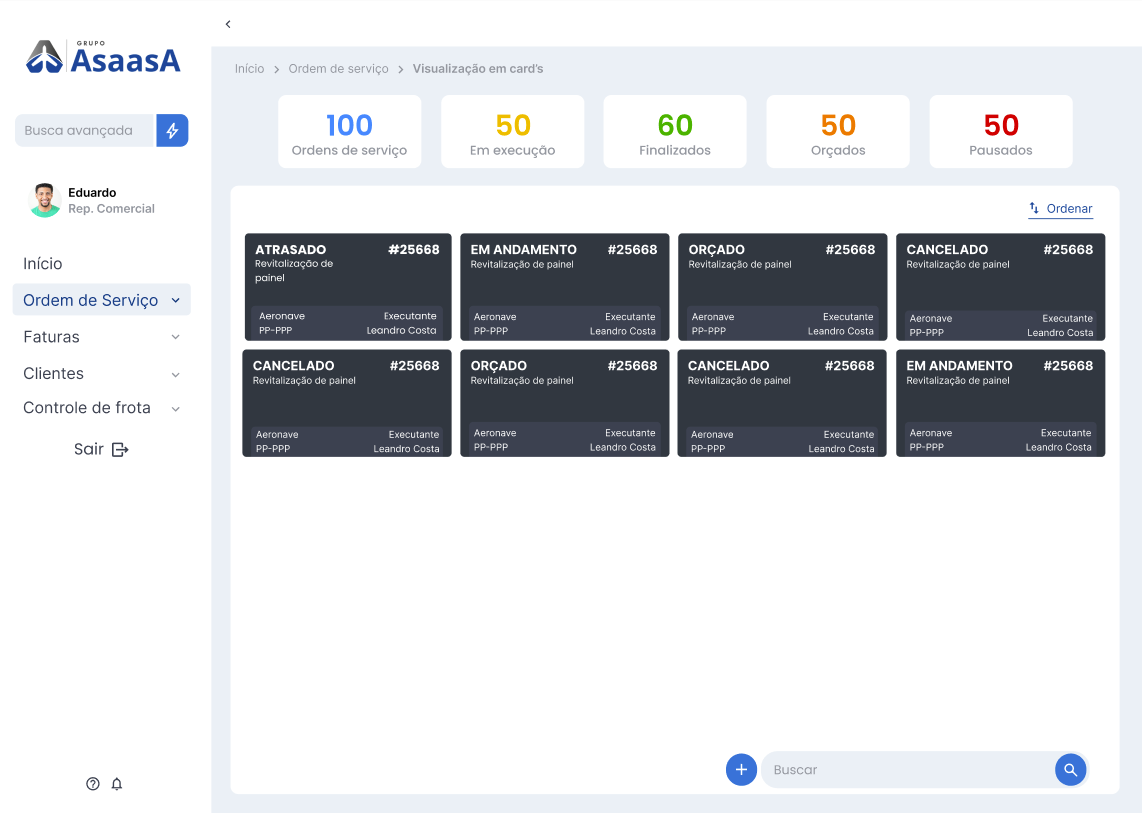 GRUPO
AsaasA
Busca avançada
Eduardo
Rep. Comercial
Início
Ordem de Serviço
Faturas
Clientes
Controle de frota
Sair
Início > Ordem de serviço > Visualização em card's
100
Ordens de serviço
50
Em execução
60
Finalizados
50
Orçados
50
Pausados
Ordenar
ATRASADO #25668
Revitalização de
painel
Aeronave Executante
PP-PPP Leandro Costa
EM ANDAMENTO #25668
Revitalização de painel
Aeronave Executante
PP-PPP Leandro Costa
ORÇADO #25668
Revitalização de painel
Aeronave Executante
PP-PPP Leandro Costa
CANCELADO #25668
Revitalização de painel
Aeronave Executante
PP-PPP Leandro Costa
CANCELADO #25668
Revitalização de painel
Aeronave Executante
PP-PPP Leandro Costa
ORÇADO #25668
Revitalização de painel
Aeronave Executante
PP-PPP Leandro Costa
CANCELADO #25668
Revitalização de painel
Aeronave Executante
PP-PPP Leandro Costa
EM ANDAMENTO #25668
Revitalização de painel
Aeronave Executante
PP-PPP Leandro Costa
Buscar